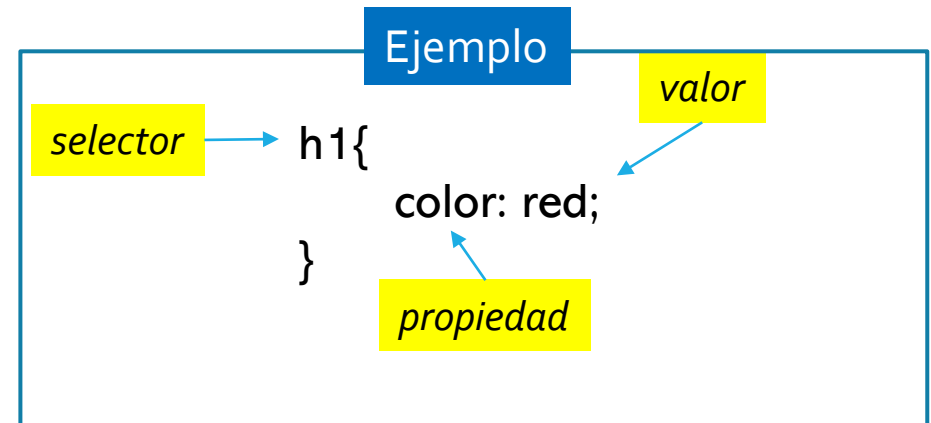 Ejemplo
valor
selector
h1{
color: red;
}
propiedad